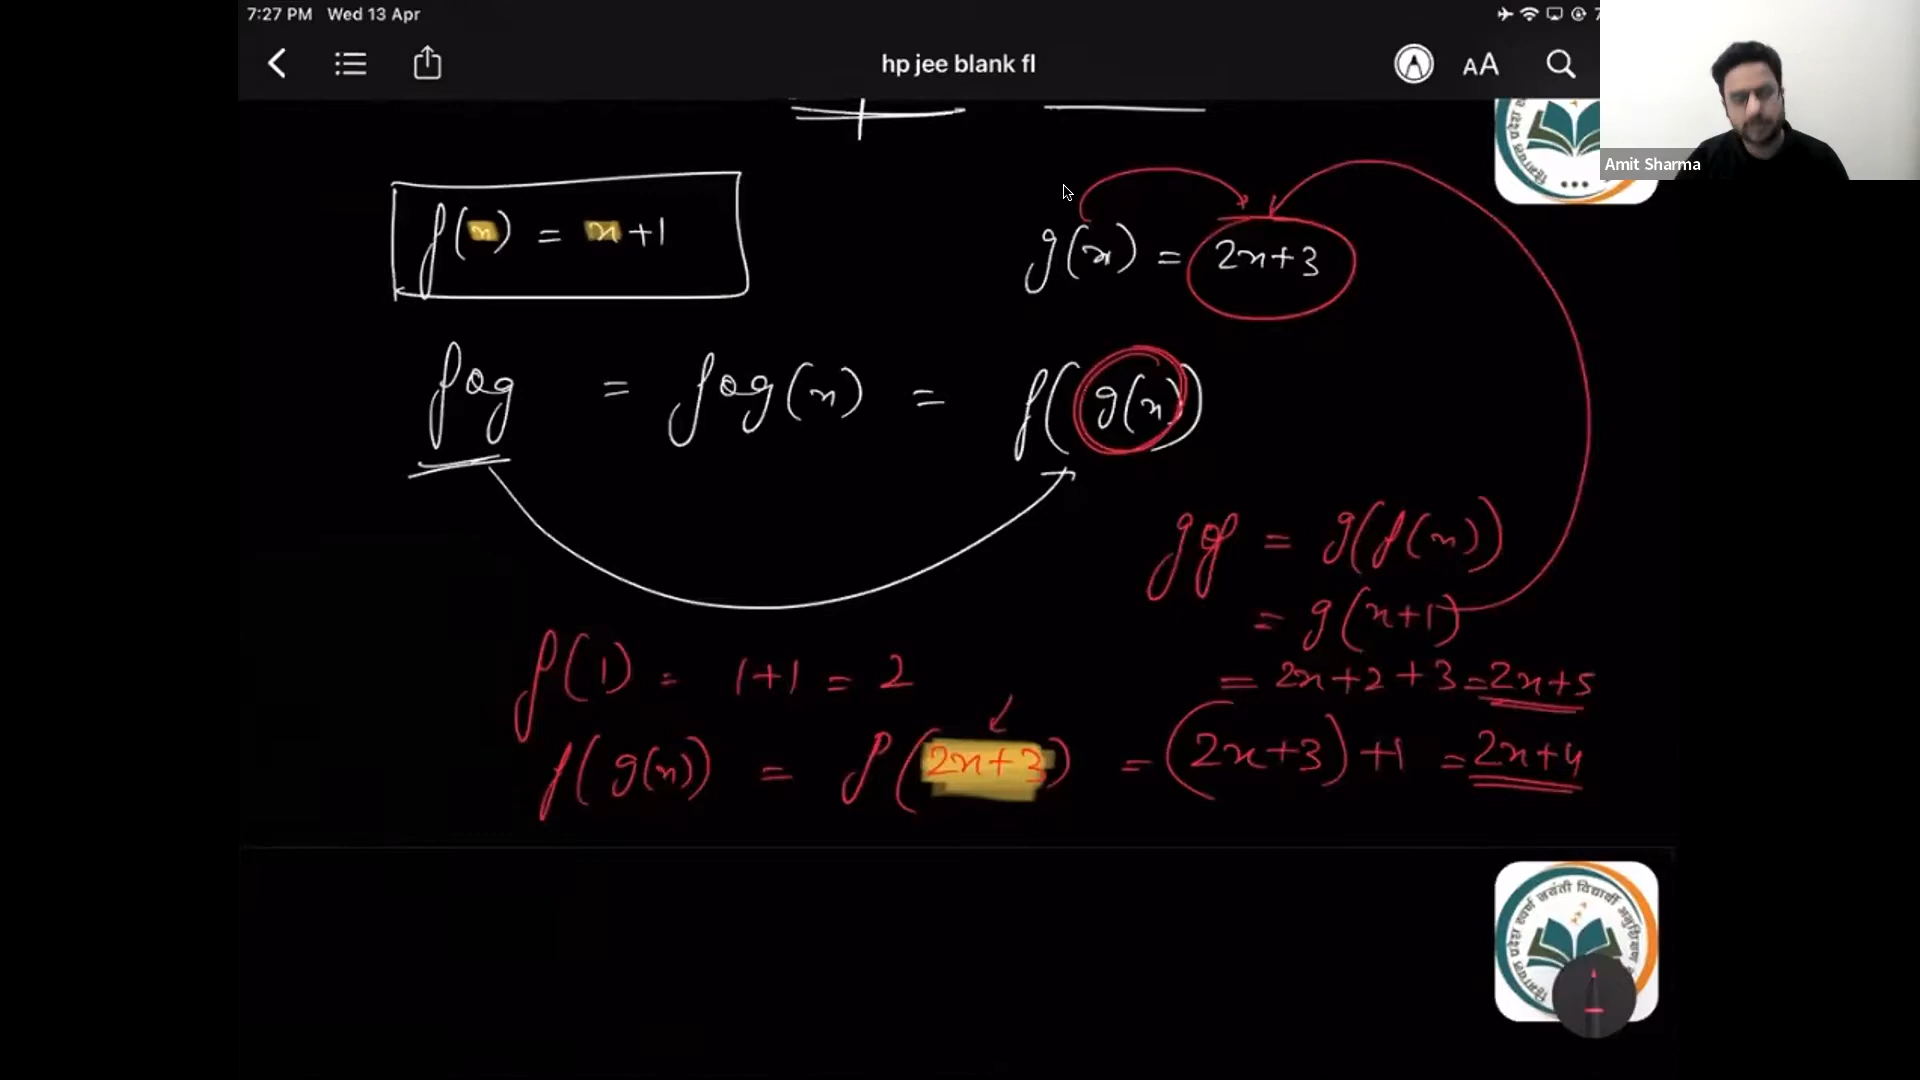 7:27 PM Wed 13 Apr
hp jee blank fl
AA
Amit Sharma
f(x) = x+1
g(x) = 2x+3
fog = fog(x) = f(g(x))
gof = g(f(x))
= g(x+1)
f(1) = 1+1 = 2
= 2x+2+3 = 2x+5
f(g(x)) = f(2x+3) = (2x+3)+1 = 2x+4